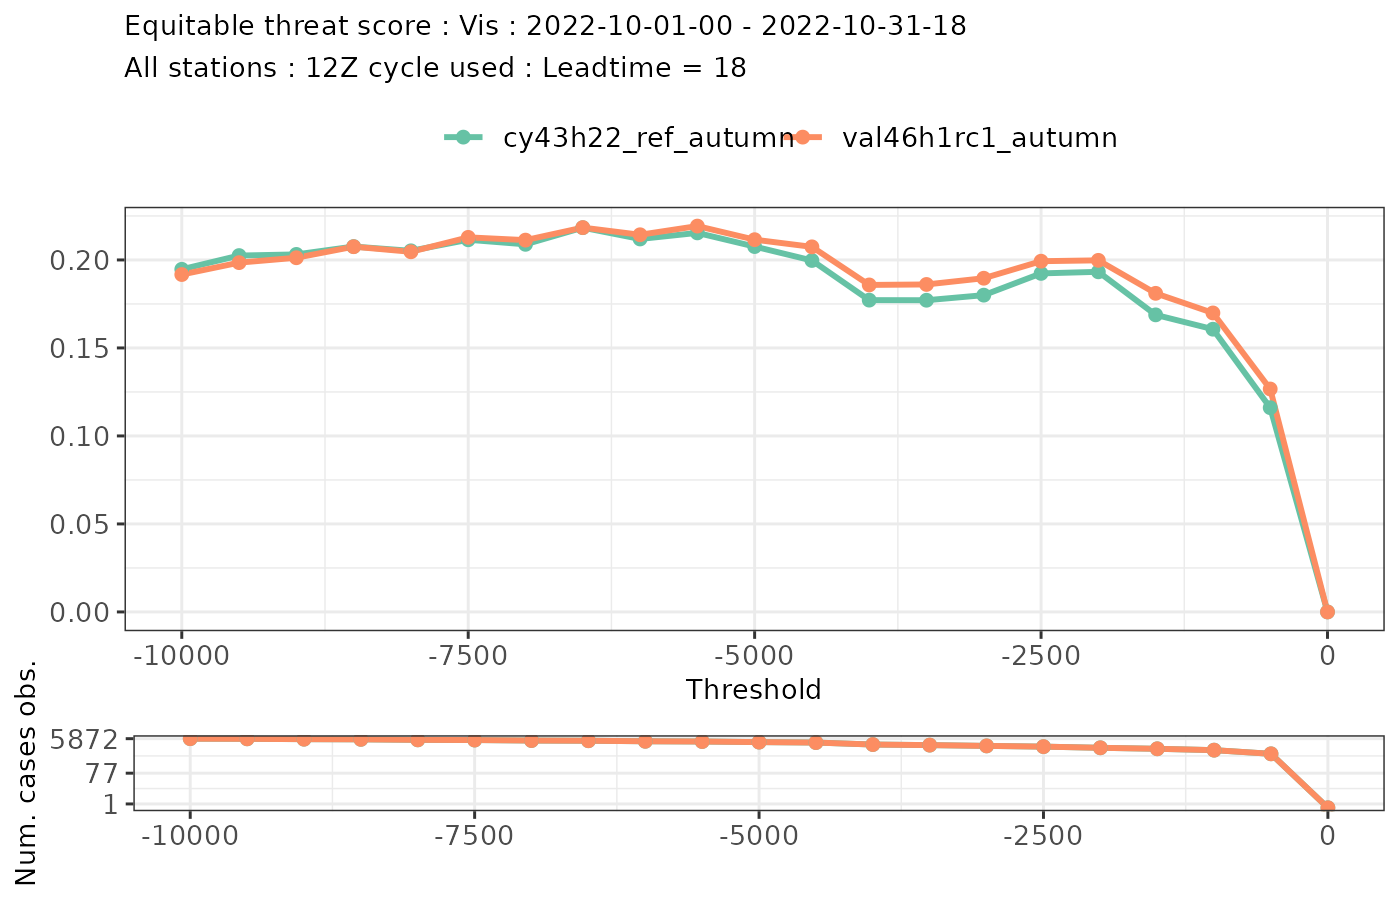 Equitable threat score : Vis : 2022-10-01-00 - 2022-10-31-18
All stations : 12Z cycle used : Leadtime = 18
cy43h22_ref_autumn val46h1rc1_autumn
0.20
0.15
0.10
0.05
0.00
-10000 -7500 -5000 -2500 0
Threshold
Num. cases obs.
5872
77
1
-10000 -7500 -5000 -2500 0